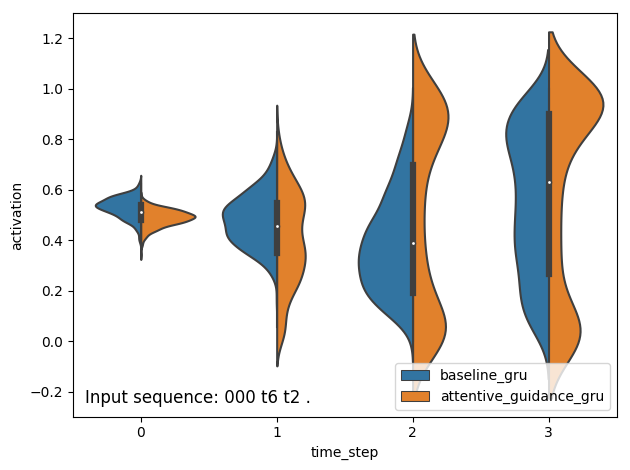 1.2
1.0
0.8
0.6
0.4
0.2
0.0
−0.2
activation
Input sequence: 000 t6 t2 .
baseline_gru
attentive_guidance_gru
0 1 2 3
time_step